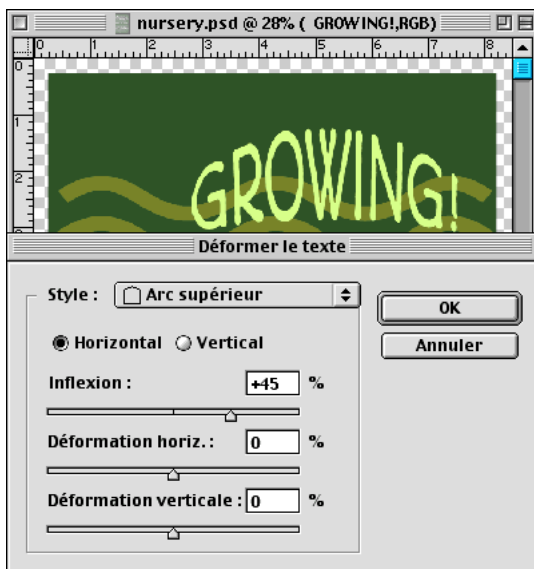 nursery.psd @ 28% ( GROWING!,RGB)
0 1 2 3 4 5 6 7 8
0
1
2
GROWING!
Déformer le texte
Style : Arc supérieur
OK
Horizontal Vertical
Annuler
Inflexion : +45 %
Déformation horiz. : 0 %
Déformation verticale : 0 %